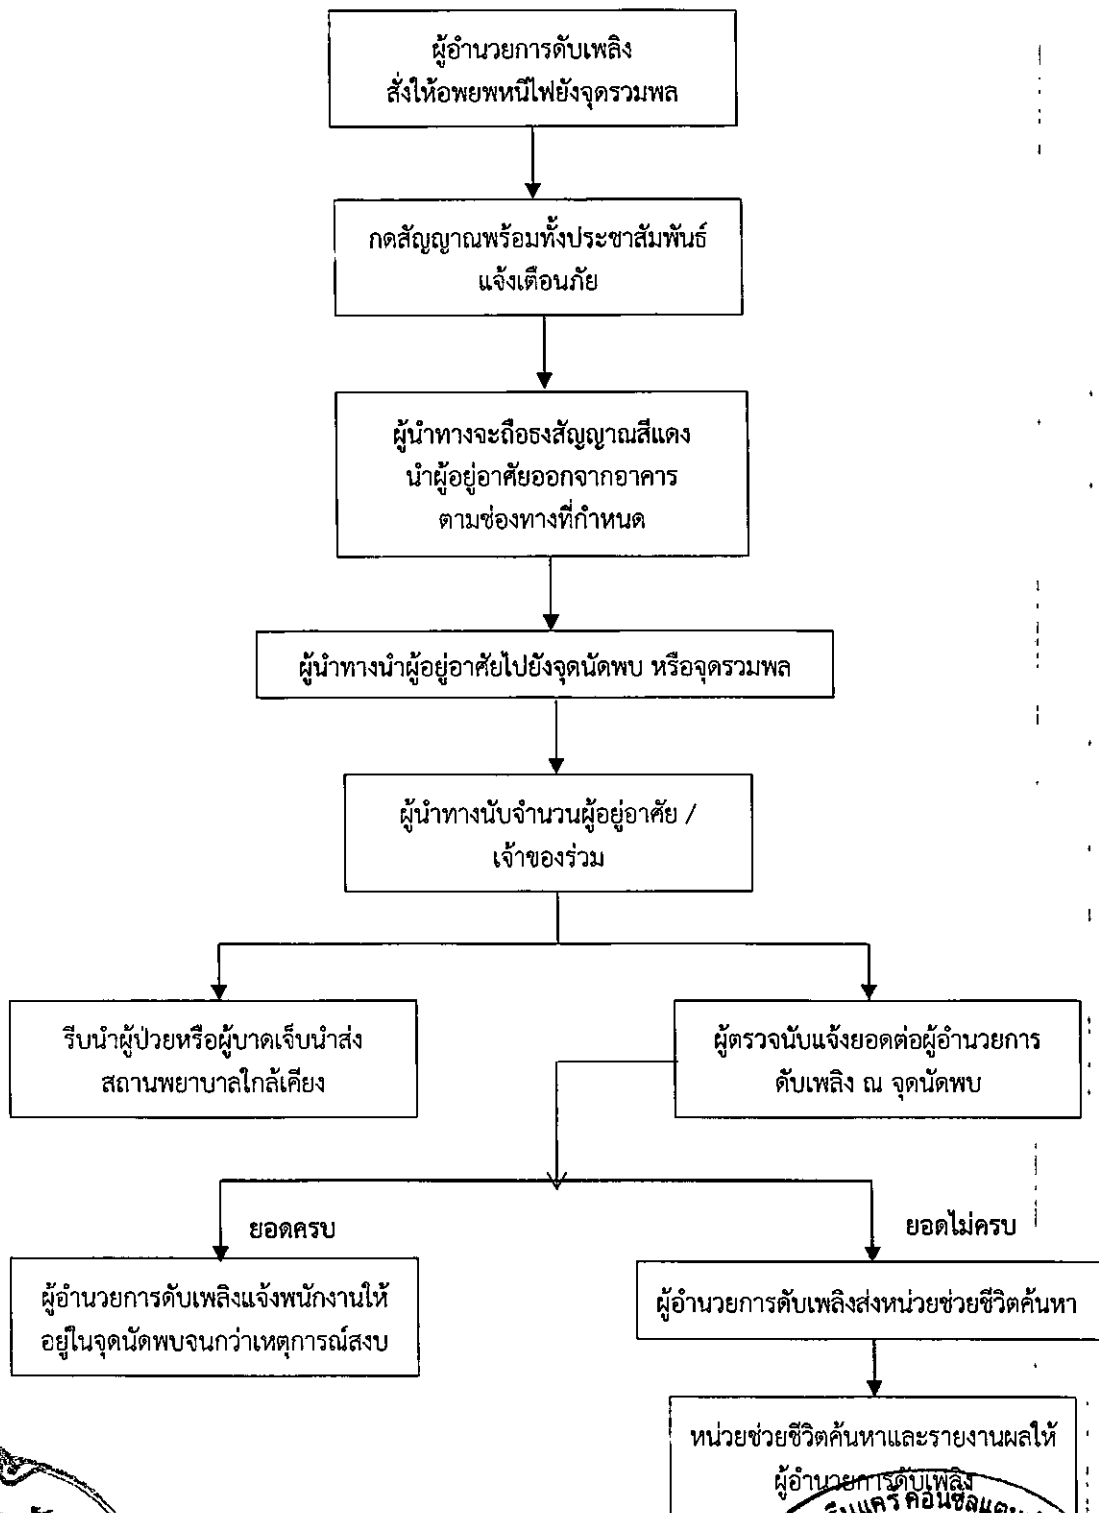 ผู้อำนวยการดับเพลิง
สั่งให้อพยพหนีไฟยังจุดรวมพล
กดสัญญาณพร้อมทั้งประชาสัมพันธ์
แจ้งเตือนภัย
ผู้นำทางจะถือธงสัญญาณสีแดง
นำผู้อยู่อาศัยออกจากอาคาร
ตามช่องทางที่กำหนด
ผู้นำทางนำผู้อยู่อาศัยไปยังจุดนัดพบ หรือจุดรวมพล
ผู้นำทางนับจำนวนผู้อยู่อาศัย /
เจ้าของร่วม
รีบนำผู้ป่วยหรือผู้บาดเจ็บนำส่ง
สถานพยาบาลใกล้เคียง
ผู้ตรวจนับแจ้งยอดต่อผู้อำนวยการ
ดับเพลิง ณ จุดนัดพบ
ยอดครบ
ยอดไม่ครบ
ผู้อำนวยการดับเพลิงแจ้งพนักงานให้
อยู่ในจุดนัดพบจนกว่าเหตุการณ์สงบ
ผู้อำนวยการดับเพลิงส่งหน่วยช่วยชีวิตค้นหา
หน่วยช่วยชีวิตค้นหาและรายงานผลให้
ผู้อำนวยการดับเพลิง